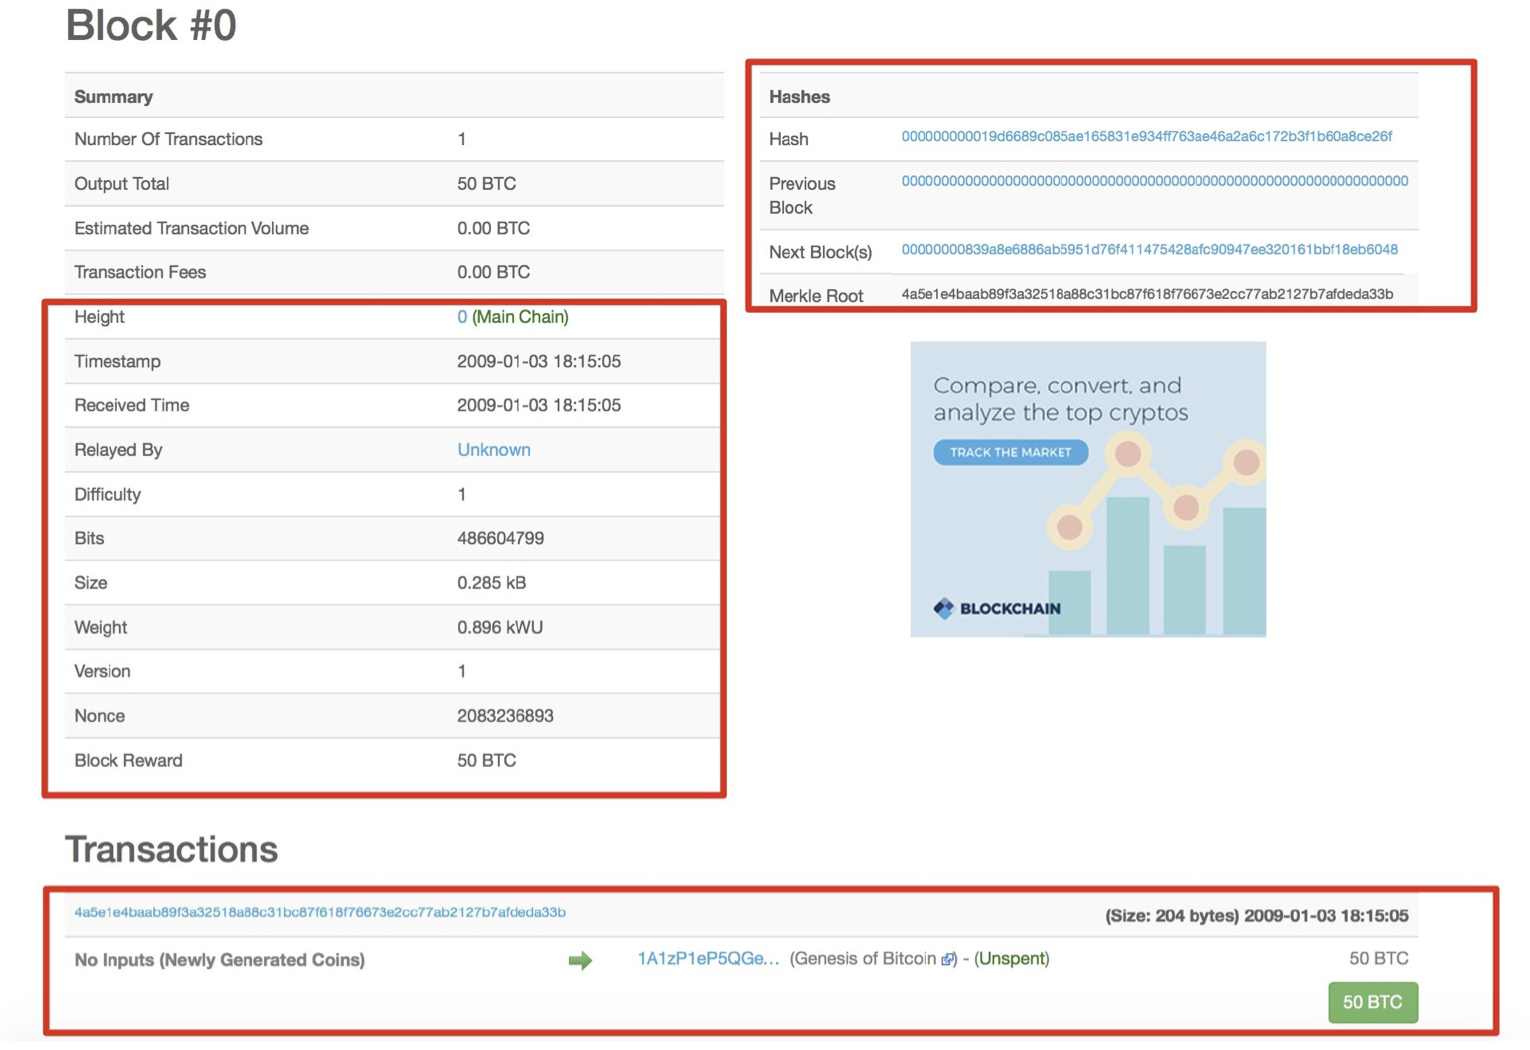 Block #0
Summary
Number Of Transactions 1
Output Total 50 BTC
Estimated Transaction Volume 0.00 BTC
Transaction Fees 0.00 BTC
Height 0 (Main Chain)
Timestamp 2009-01-03 18:15:05
Received Time 2009-01-03 18:15:05
Relayed By Unknown
Difficulty 1
Bits 486604799
Size 0.285 kB
Weight 0.896 kWU
Version 1
Nonce 2083236893
Block Reward 50 BTC
Hashes
Hash 000000000019d6689c085ae165831e934ff763ae46a2a6c172b3f1b60a8ce26f
Previous 0000000000000000000000000000000000000000000000000000000000000000
Block
Next Block(s) 00000000839a8e6886ab5951d76f411475428afc90947ee320161bbf18eb6048
Merkle Root 4a5e1e4baab89f3a32518a88c31bc87f618f76673e2cc77ab2127b7afdeda33b
Compare, convert, and
analyze the top cryptos
TRACK THE MARKET
BLOCKCHAIN
Transactions
4a5e1e4baab89f3a32518a88c31bc87f618f76673e2cc77ab2127b7afdeda33b (Size: 204 bytes) 2009-01-03 18:15:05
No Inputs (Newly Generated Coins) 1A1zP1eP5QGe... (Genesis of Bitcoin) - (Unspent) 50 BTC
50 BTC